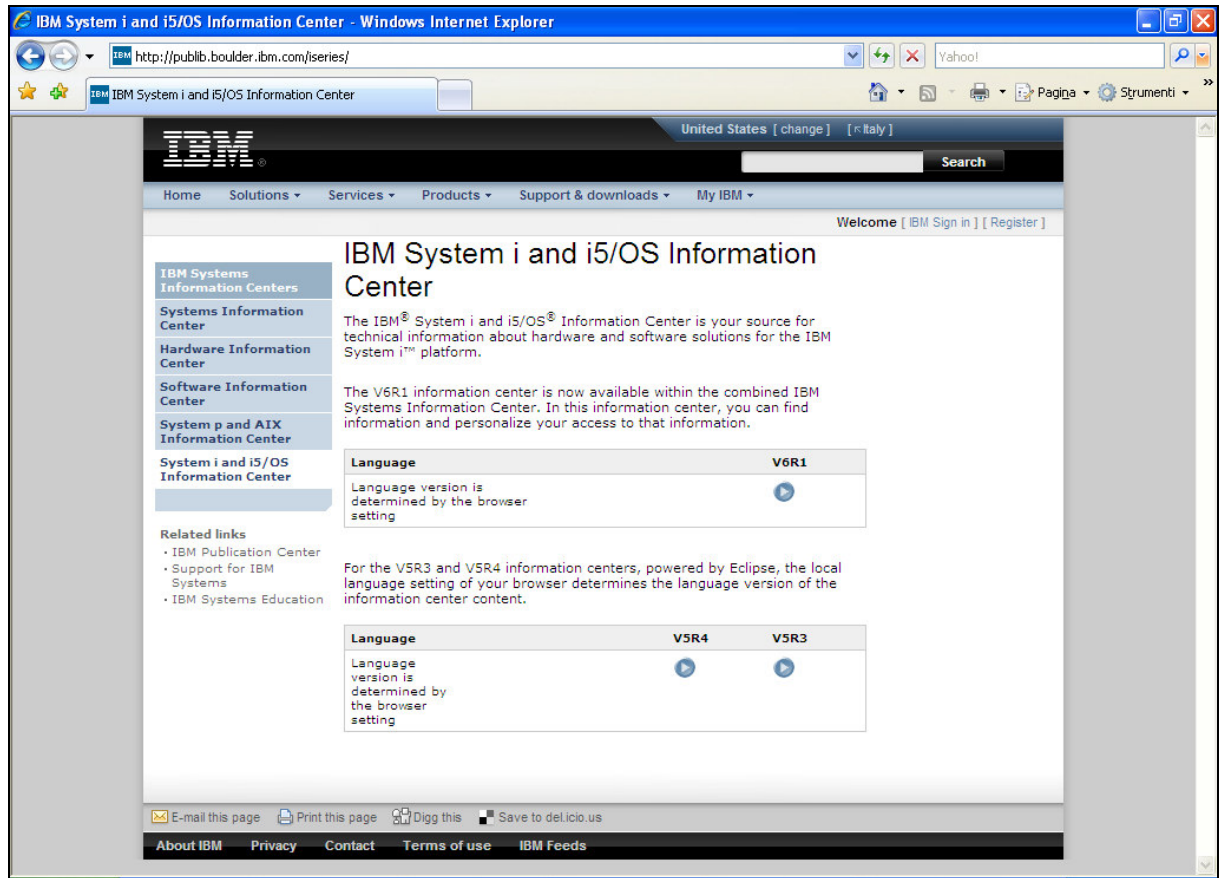 IBM System i and i5/OS Information Center - Windows Internet Explorer
IBM http://publib.boulder.ibm.com/iseries/
Yahoo!
IBM IBM System i and i5/OS Information Center
Pagina
Strumenti
»
United States [ change ] [ Italy ]
IBM®
Search
Home Solutions Services Products Support & downloads My IBM
Welcome [ IBM Sign in ] [ Register ]
IBM Systems
Information Centers
Systems Information
Center
Hardware Information
Center
Software Information
Center
System p and AIX
Information Center
System i and i5/OS
Information Center
Related links
· IBM Publication Center
· Support for IBM
Systems
· IBM Systems Education
IBM System i and i5/OS Information
Center
The IBM® System i and i5/OS® Information Center is your source for
technical information about hardware and software solutions for the IBM
System i™ platform.
The V6R1 information center is now available within the combined IBM
Systems Information Center. In this information center, you can find
information and personalize your access to that information.
Language V6R1
Language version is
determined by the browser
setting
For the V5R3 and V5R4 information centers, powered by Eclipse, the local
language setting of your browser determines the language version of the
information center content.
Language V5R4 V5R3
Language
version is
determined by
the browser
setting
E-mail this page Print this page Digg this Save to del.icio.us
About IBM Privacy Contact Terms of use IBM Feeds